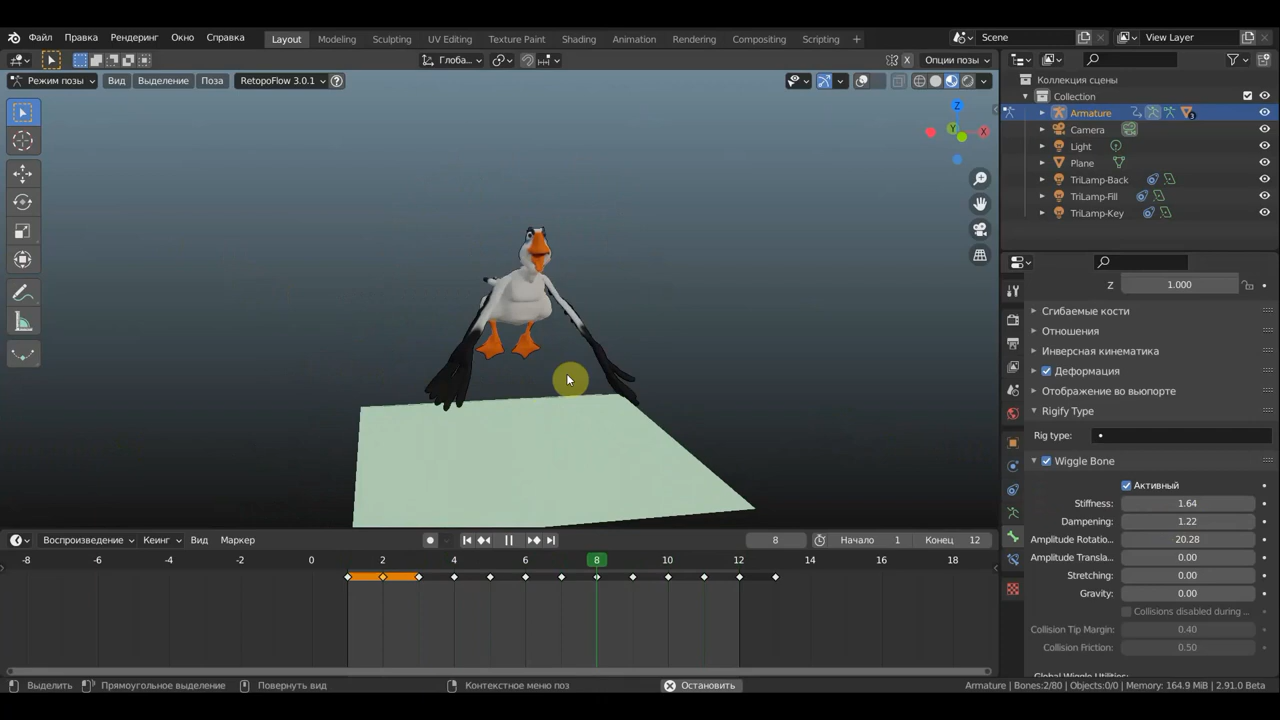 Файл Правка Рендеринг Окно Справка Layout Modeling Sculpting UV Editing Texture Paint Shading Animation Rendering Compositing Scripting + Scene View Layer
Глоба... X Опции позы
Режим позы Вид Выделение Поза RetopoFlow 3.0.1
Коллекция сцены
Collection
Armature 3
Camera
Light
Plane
TriLamp-Back
TriLamp-Fill
TriLamp-Key
Z
Y
X
Z 1.000
Сгибаемые кости
Отношения
Инверсная кинематика
Деформация
Отображение во вьюпорте
Rigify Type
Rig type:
Wiggle Bone
Активный
Stiffness: 1.64
Dampening: 1.22
Amplitude Rotatio... 20.28
Amplitude Transla... 0.00
Stretching: 0.00
Gravity: 0.00
Collisions disabled during ...
Collision Tip Margin: 0.40
Collision Friction: 0.50
Global Wiggle Utilities:
Воспроизведение Кеинг Вид Маркер 8 Начало 1 Конец 12
-8 -6 -4 -2 0 2 4 6 8 10 12 14 16 18
Выделить Прямоугольное выделение Повернуть вид Контекстное меню поз Остановить Armature | Bones:2/80 | Objects:0/0 | Memory: 164.9 MiB | 2.91.0 Beta